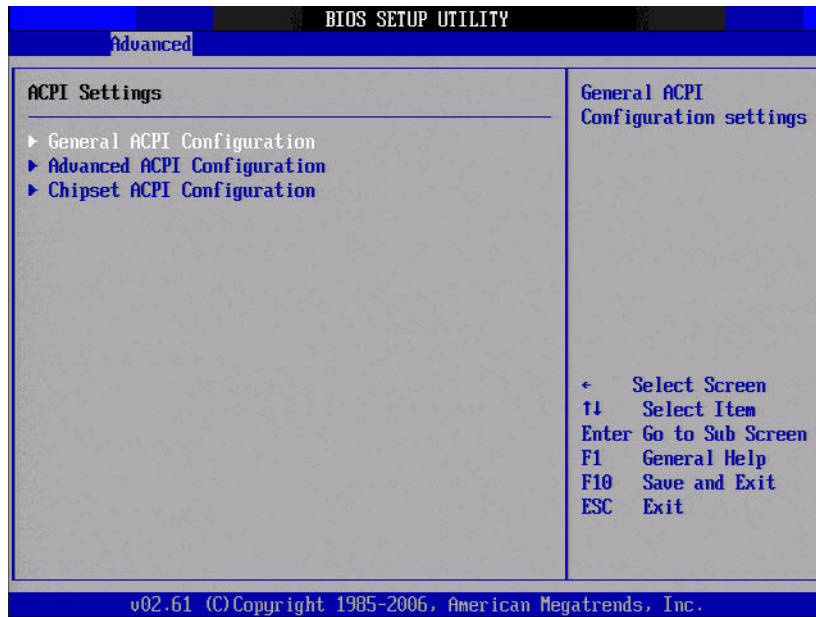 BIOS SETUP UTILITY
Advanced
ACPI Settings
General ACPI Configuration
Advanced ACPI Configuration
Chipset ACPI Configuration
General ACPI
Configuration settings
← Select Screen
↑↓ Select Item
Enter Go to Sub Screen
F1 General Help
F10 Save and Exit
ESC Exit
v02.61 (C)Copyright 1985-2006, American Megatrends, Inc.